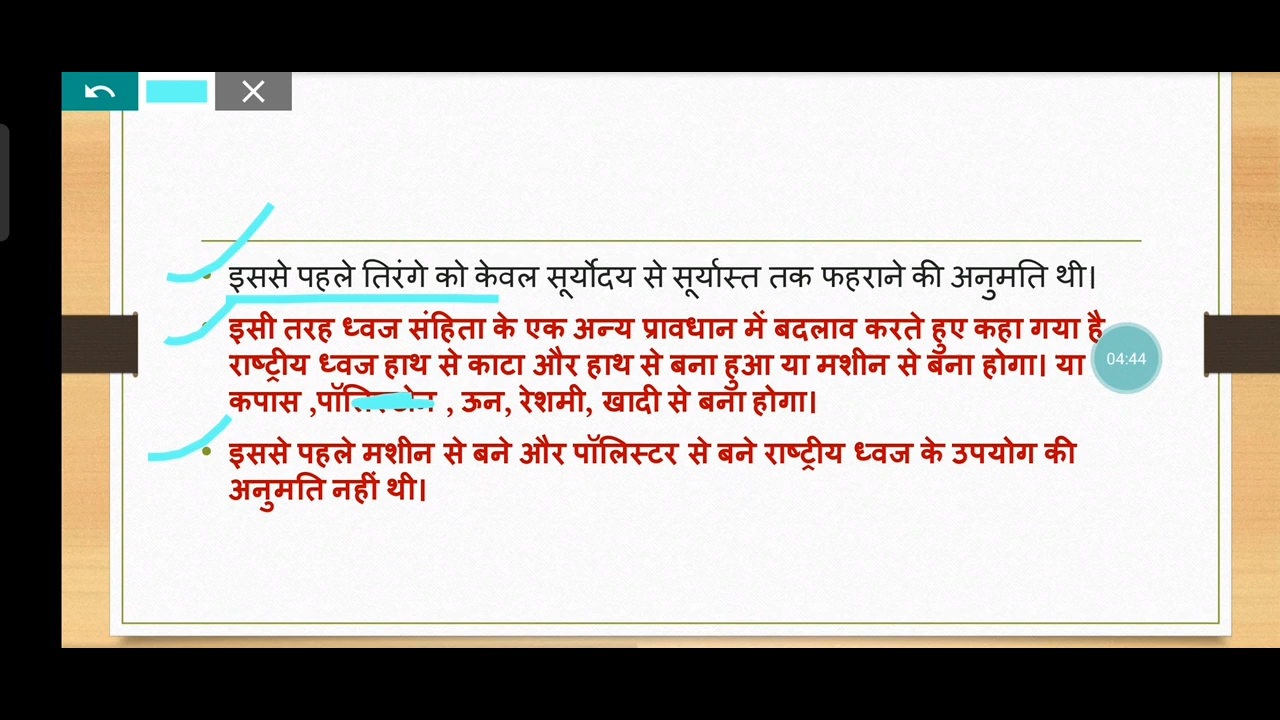 इससे पहले तिरंगे को केवल सूर्योदय से सूर्यास्त तक फहराने की अनुमति थी।
इसी तरह ध्वज संहिता के एक अन्य प्रावधान में बदलाव करते हुए कहा गया है
राष्ट्रीय ध्वज हाथ से काटा और हाथ से बना हुआ या मशीन से बना होगा। या
कपास , ऊन, रेशमी, खादी से बना होगा।
इससे पहले मशीन से बने और पॉलिस्टर से बने राष्ट्रीय ध्वज के उपयोग की
अनुमति नहीं थी।
04:44